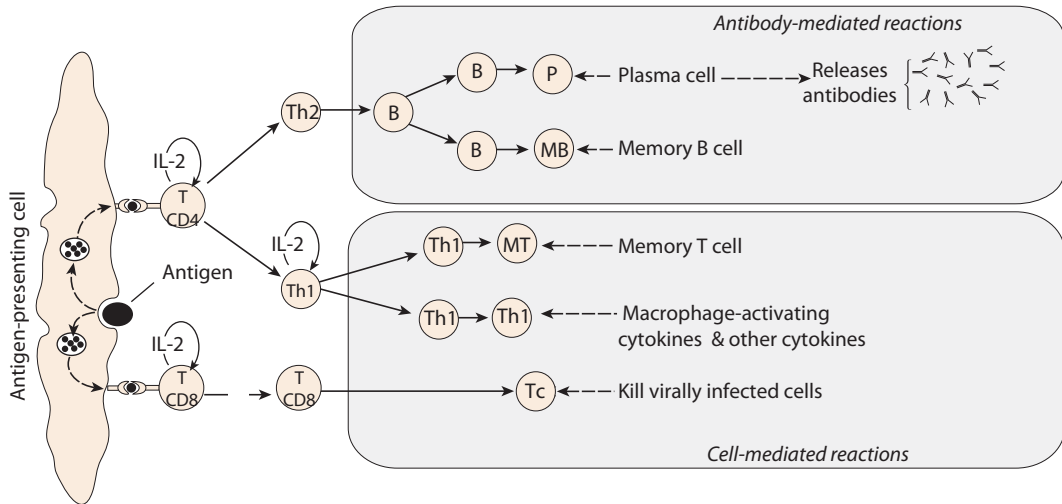 Antibody-mediated reactions
B
P
Plasma cell
Releases
antibodies
Th2
B
IL-2
B
MB
Memory B cell
T
CD4
Antigen-presenting cell
IL-2
Th1
MT
Memory T cell
Antigen
Th1
Th1
Th1
Macrophage-activating
cytokines & other cytokines
IL-2
T
CD8
T
CD8
Tc
Kill virally infected cells
Cell-mediated reactions